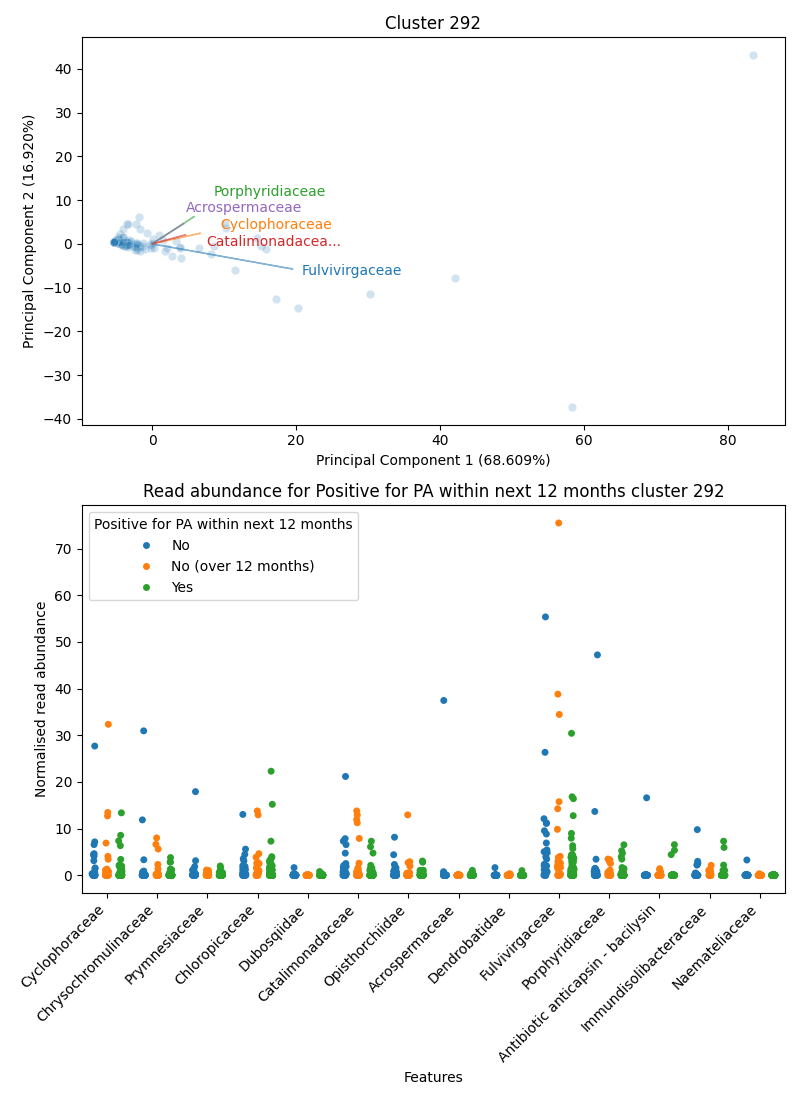 Cluster 292
Principal Component 2 (16.920%)
40
30
20
10
0
−10
−20
−30
−40
Porphyridiaceae
Acrospermaceae
Cyclophoraceae
Catalimonadacea...
Fulvivirgaceae
0
20
40
60
80
Principal Component 1 (68.609%)
Read abundance for Positive for PA within next 12 months cluster 292
Normalised read abundance
70
60
50
40
30
20
10
0
Positive for PA within next 12 months
No
No (over 12 months)
Yes
Cyclophoraceae
Chrysochromulinaceae
Prymnesiaceae
Chloropicaceae
Dubosqiidae
Catalimonadaceae
Opisthorchiidae
Acrospermaceae
Dendrobatidae
Fulvivirgaceae
Porphyridiaceae
Antibiotic anticapsin - bacilysin
Immundisolibacteraceae
Naemateliaceae
Features